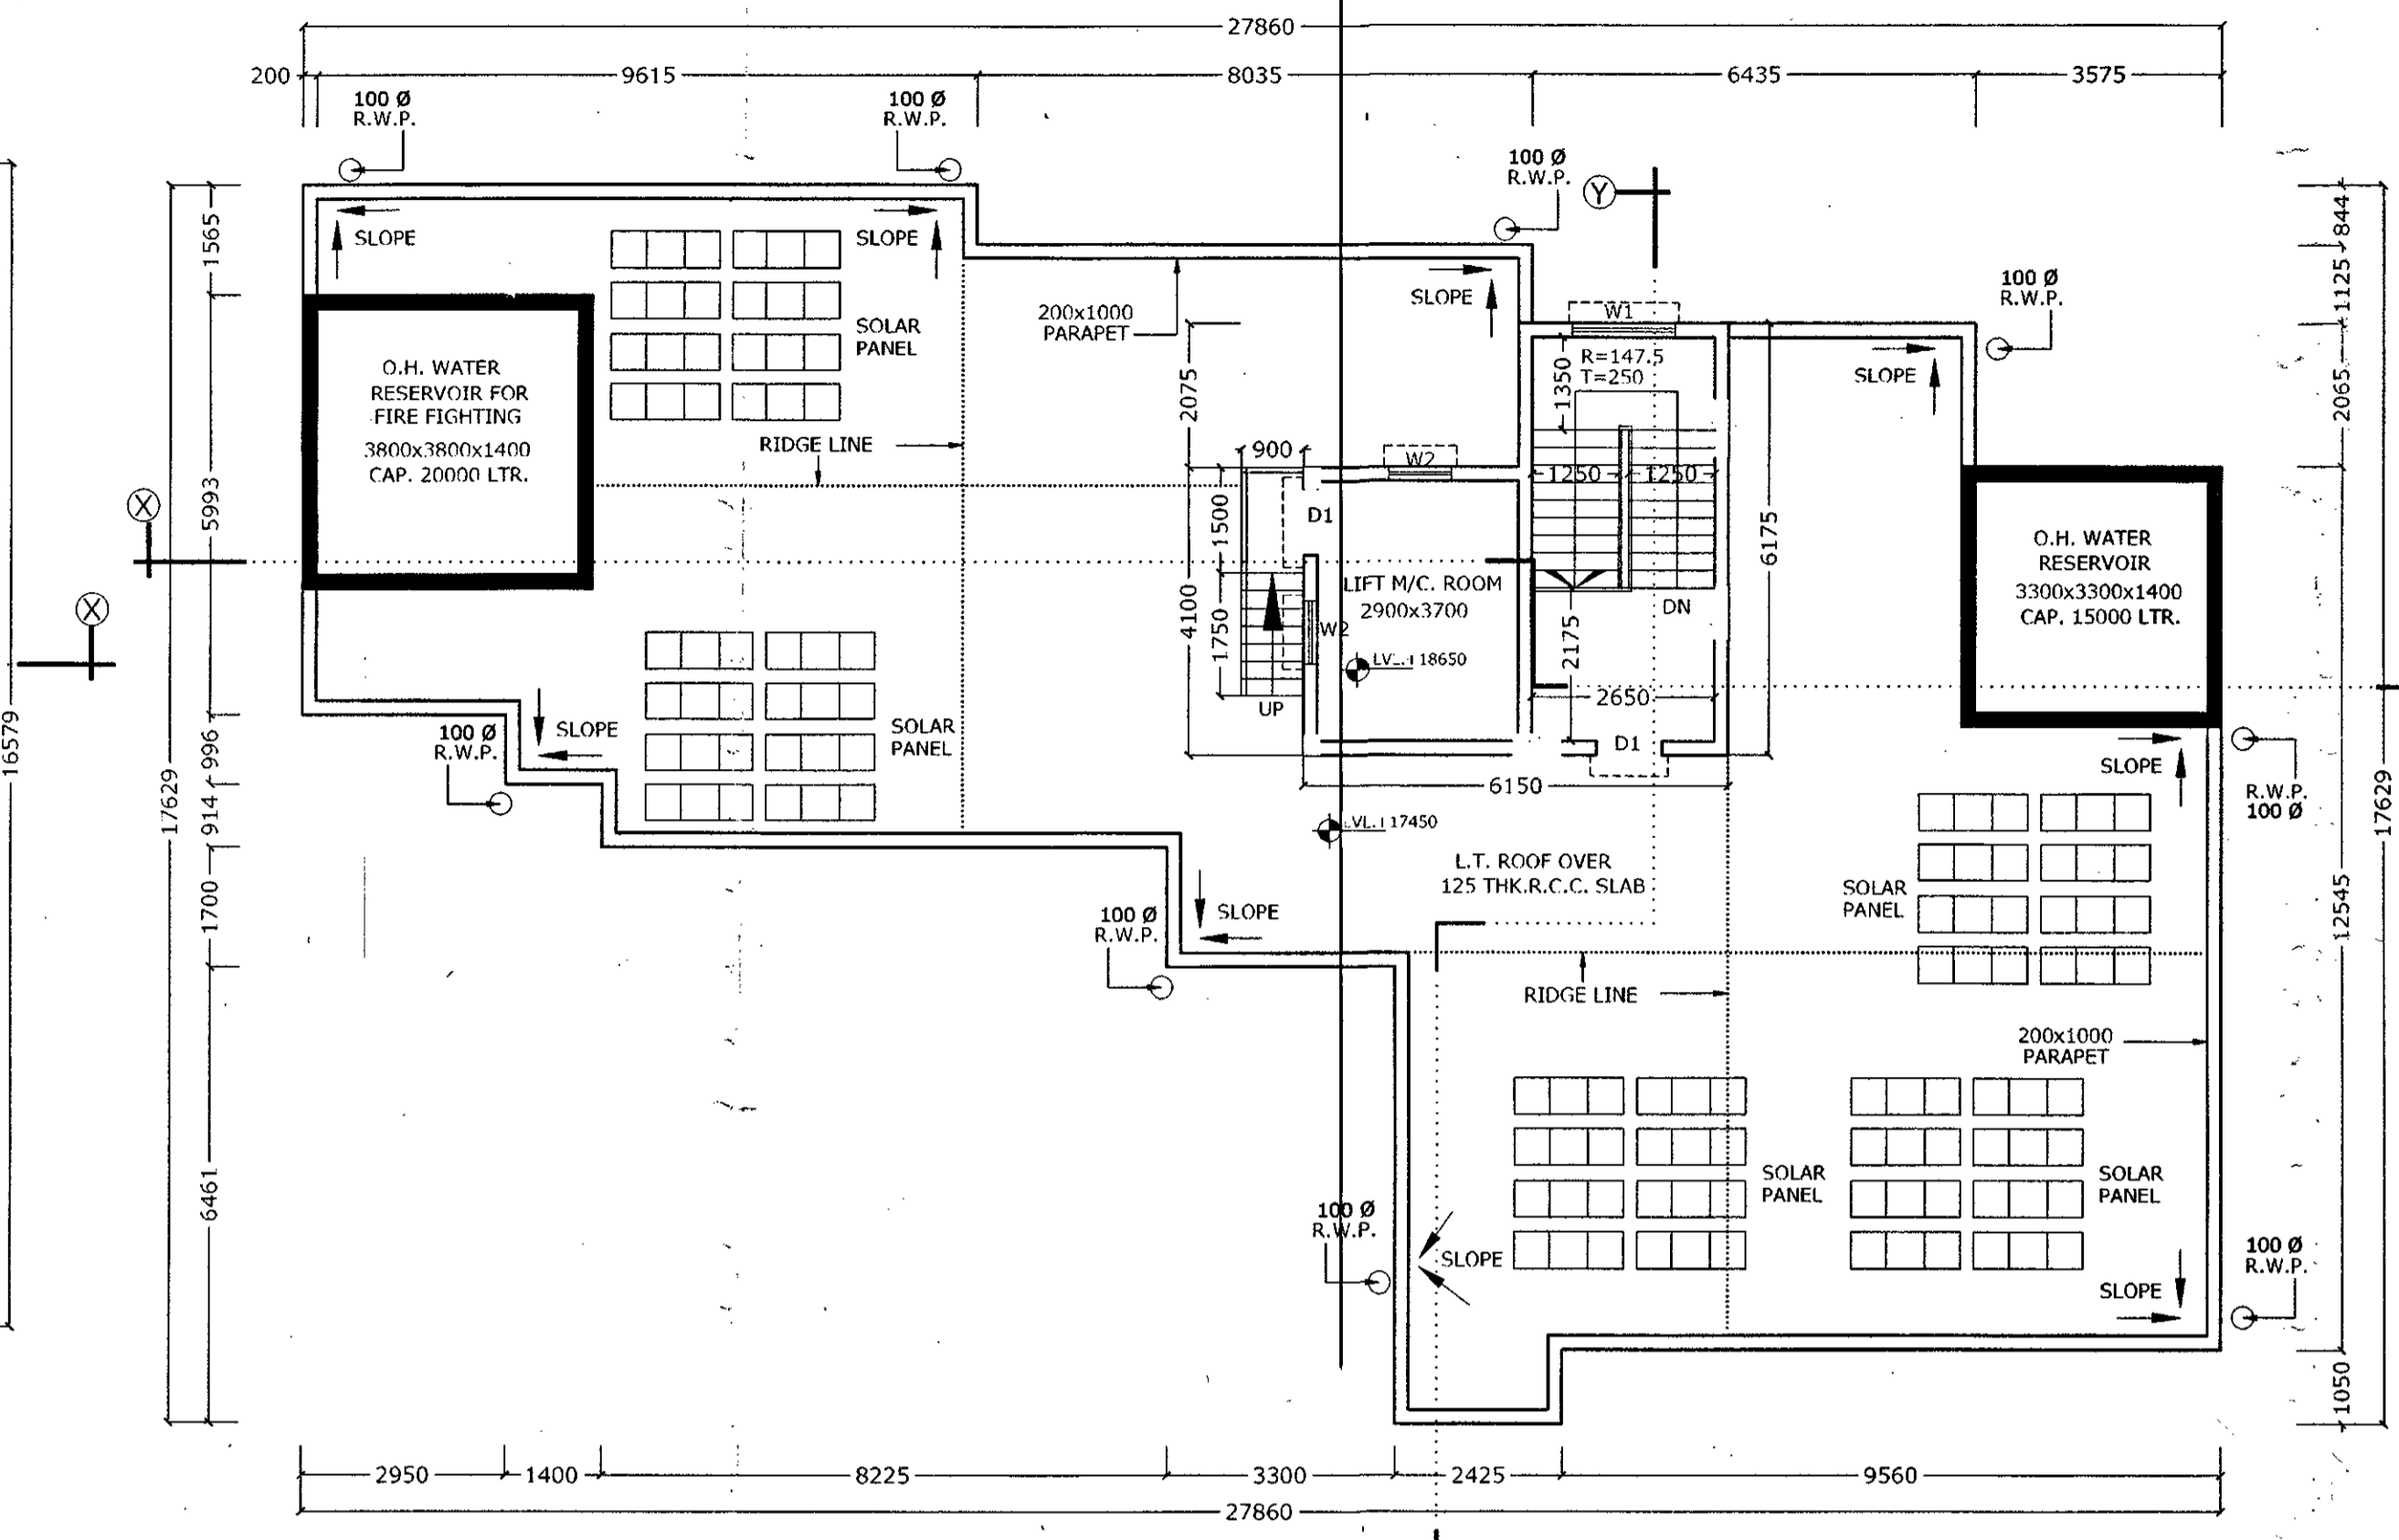 27860
200
9615
8035
6435
3575
100 Ø
R.W.P.
100 Ø
R.W.P.
100 Ø
R.W.P.
Y
100 Ø
R.W.P.
1565
5993
996
914
1700
6461
17629
16579
X
X
844
1125
2065
12545
1050
17629
SLOPE
SLOPE
SLOPE
SLOPE
SOLAR
PANEL
200x1000
PARAPET
O.H. WATER
RESERVOIR FOR
FIRE FIGHTING
3800x3800x1400
CAP. 20000 LTR.
RIDGE LINE
2075
900
1500
1750
4100
UP
D1
W2
W2
W1
R=147.5
T=250
1350
1250
1250
6175
2175
DN
2650
D1
6150
LIFT M/C. ROOM
2900x3700
18650
17450
O.H. WATER
RESERVOIR
3300x3300x1400
CAP. 15000 LTR.
SLOPE
100 Ø
R.W.P.
SOLAR
PANEL
SLOPE
R.W.P.
100 Ø
L.T. ROOF OVER
125 THK.R.C.C. SLAB
SOLAR
PANEL
100 Ø
R.W.P.
SLOPE
RIDGE LINE
200x1000
PARAPET
SOLAR
PANEL
SOLAR
PANEL
100 Ø
R.W.P.
SLOPE
SLOPE
100 Ø
R.W.P.
2950
1400
8225
3300
2425
9560
27860